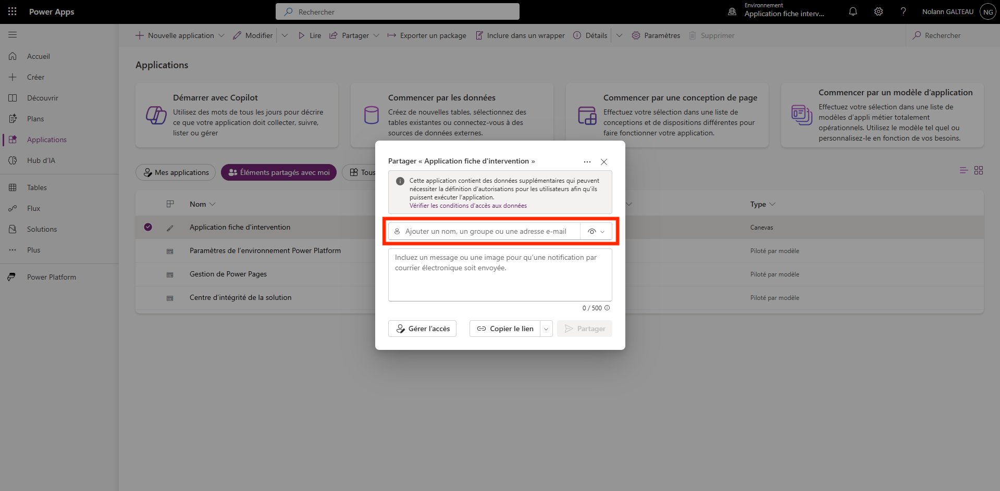 Power Apps
Rechercher
Environnement
Application fiche interv...
?
Nolann GALTEAU
NG
Nouvelle application
Modifier
Lire
Partager
Exporter un package
Inclure dans un wrapper
Détails
Paramètres
Supprimer
Rechercher
Accueil
Créer
Découvrir
Plans
Applications
Hub d'IA
Tables
Flux
Solutions
Plus
Power Platform
Applications
Démarrer avec Copilot
Utilisez des mots de tous les jours pour décrire
ce que votre application doit collecter, suivre,
lister ou gérer
Commencer par les données
Créez de nouvelles tables, sélectionnez des
tables existantes ou connectez-vous à des
sources de données externes.
Commencer par une conception de page
Effectuez votre sélection dans une liste de
conceptions et de dispositions différentes pour
faire fonctionner votre application.
Commencer par un modèle d'application
Effectuez votre sélection dans une liste de
modèles d'appli métier totalement
opérationnels. Utilisez le modèle tel quel ou
personnalisez-le en fonction de vos besoins.
Mes applications
Éléments partagés avec moi
Tous
Nom
Type
Application fiche d'intervention
Canevas
Paramètres de l'environnement Power Platform
Piloté par modèle
Gestion de Power Pages
Piloté par modèle
Centre d'intégrité de la solution
Piloté par modèle
Partager « Application fiche d'intervention »
Cette application contient des données supplémentaires qui peuvent
nécessiter la définition d'autorisations pour les utilisateurs afin qu'ils
puissent exécuter l'application.
Vérifier les conditions d'accès aux données
Ajouter un nom, un groupe ou une adresse e-mail
Incluez un message ou une image pour qu'une notification par
courrier électronique soit envoyée.
0 / 500
Gérer l'accès
Copier le lien
Partager